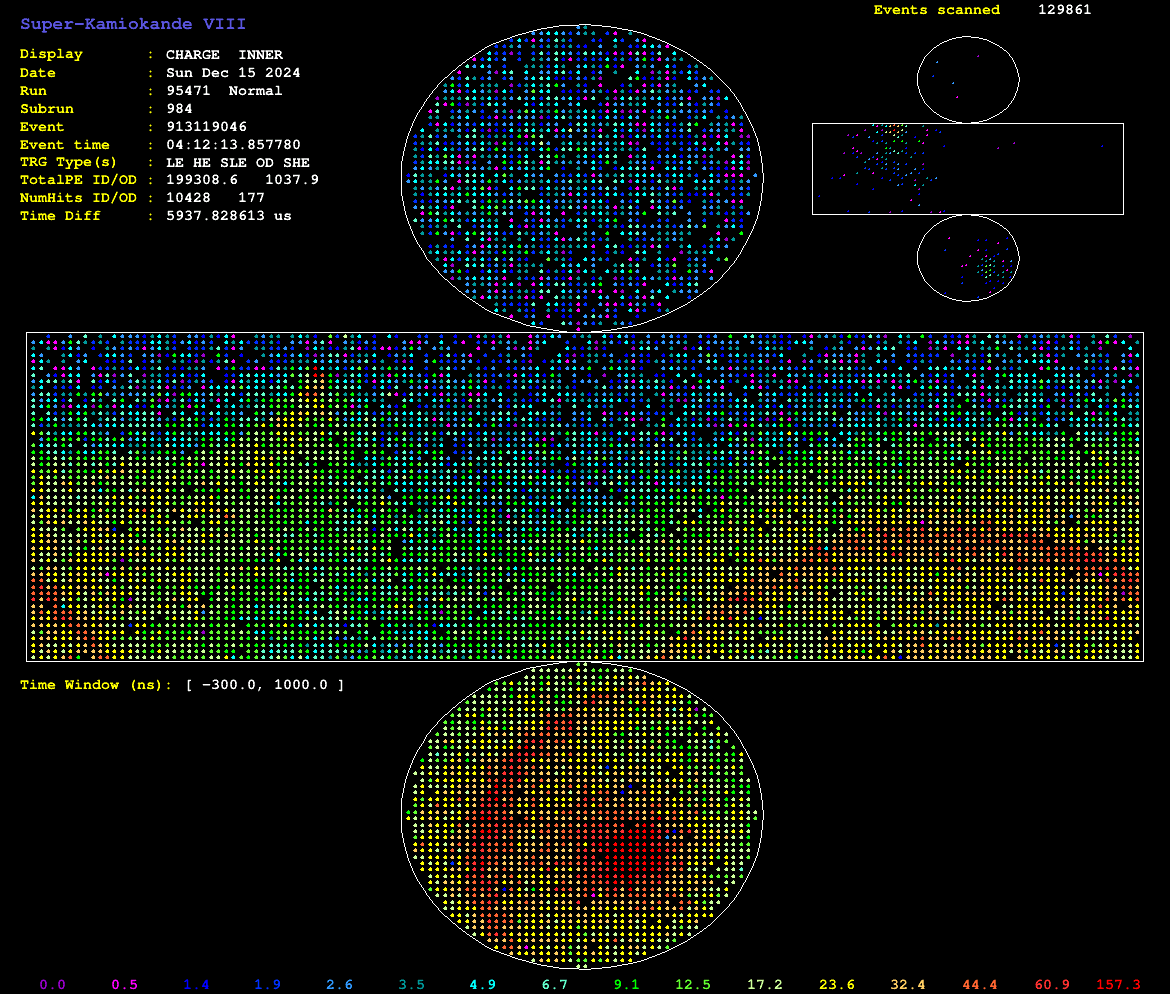 Super-Kamiokande VIII
Events scanned 129861
Display : CHARGE INNER
Date : Sun Dec 15 2024
Run : 95471 Normal
Subrun : 984
Event : 913119046
Event time : 04:12:13.857780
TRG Type(s) : LE HE SLE OD SHE
TotalPE ID/OD : 199308.6 1037.9
NumHits ID/OD : 10428 177
Time Diff : 5937.828613 us
Time Window (ns): [ −300.0, 1000.0 ]
0.0 0.5 1.4 1.9 2.6 3.5 4.9 6.7 9.1 12.5 17.2 23.6 32.4 44.4 60.9 157.3